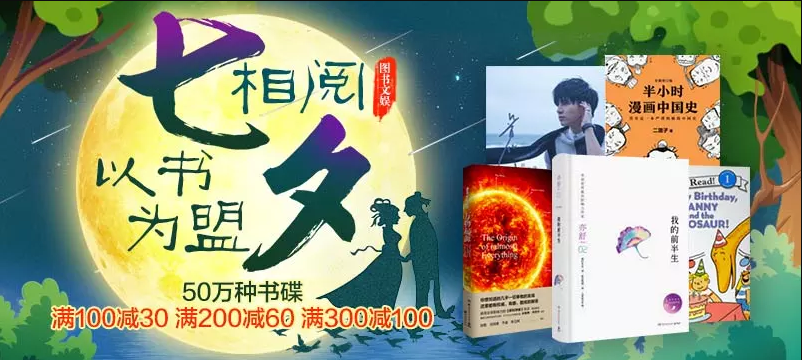 七夕相阅
图书文娱
以书
为盟
50万种书碟
满100减30 满200减60 满300减100
半小时
漫画中国史
二混子
The Origin
of (almost)
Everything
亦舒
02
我的前半生
Read!
1
y Birthday,
ANNY
and the
OSAUR!